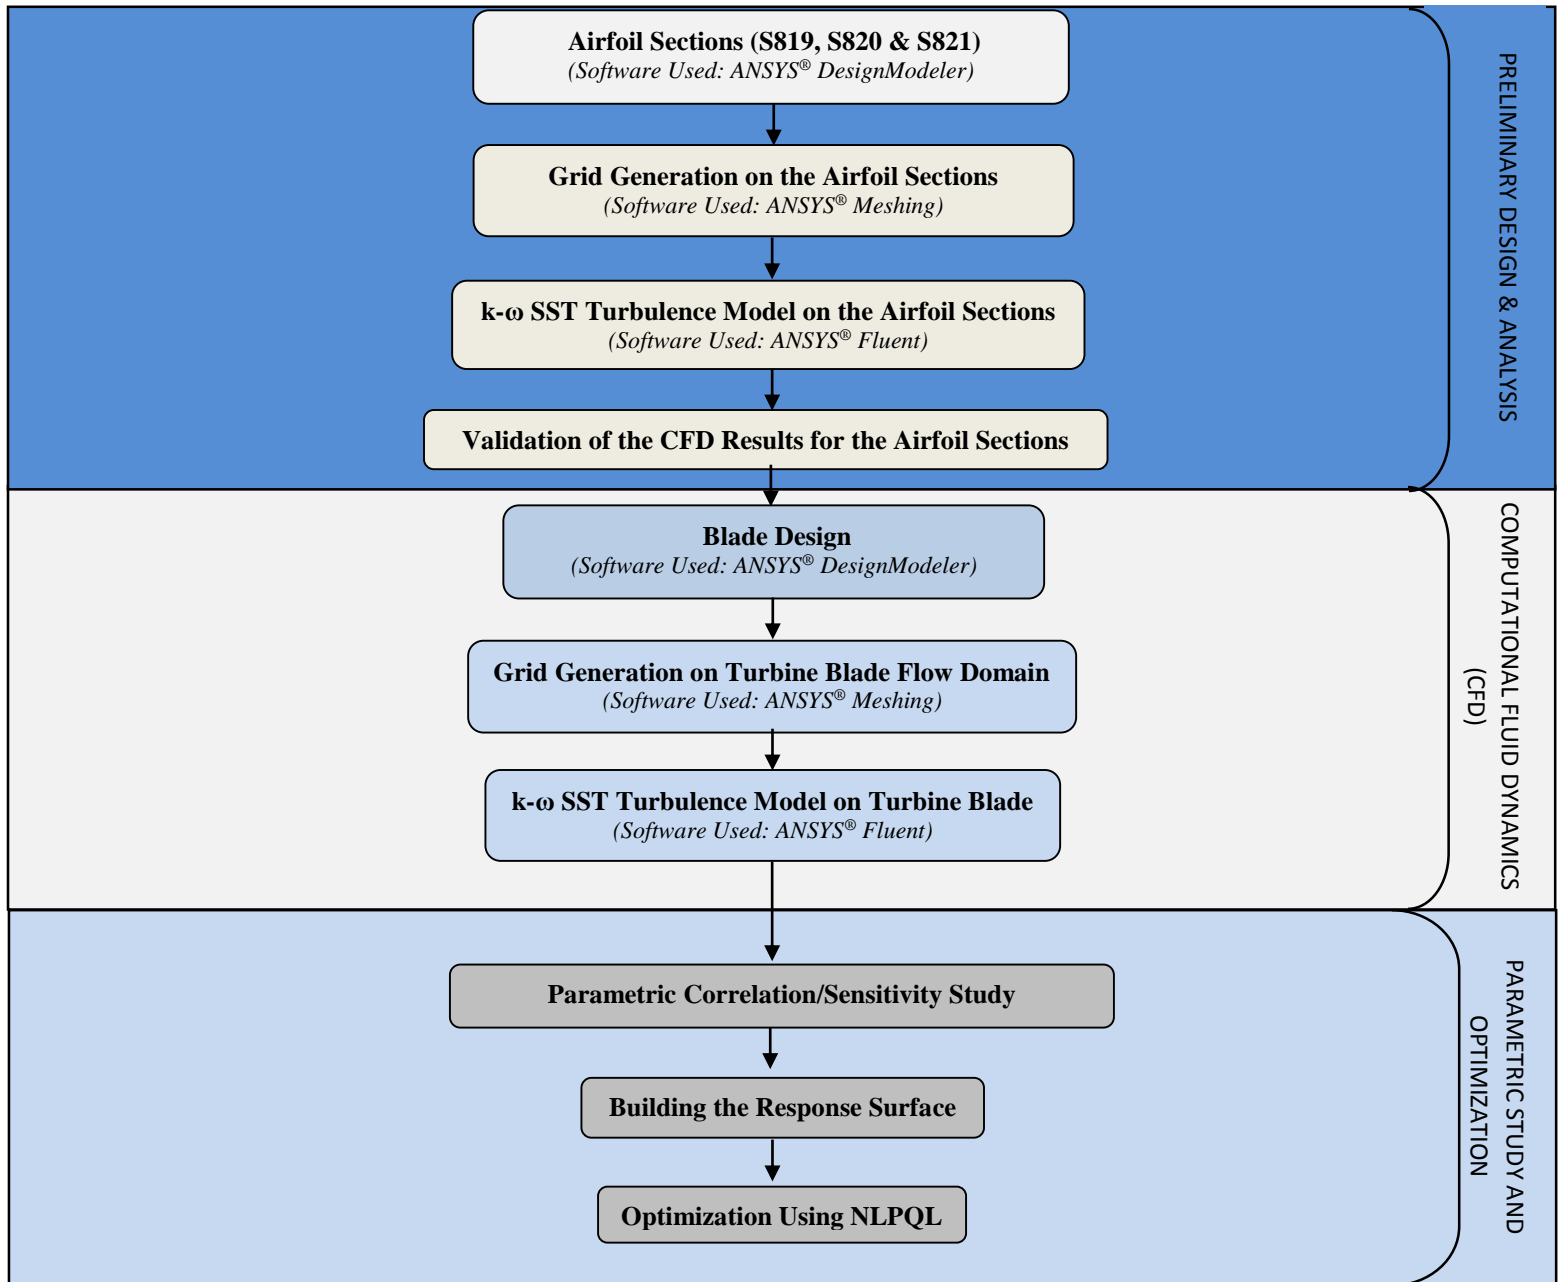 Airfoil Sections (S819, S820 & S821)
(Software Used: ANSYS® DesignModeler)
Grid Generation on the Airfoil Sections
(Software Used: ANSYS® Meshing)
k-ω SST Turbulence Model on the Airfoil Sections
(Software Used: ANSYS® Fluent)
Validation of the CFD Results for the Airfoil Sections
PRELIMINARY DESIGN & ANALYSIS
Blade Design
(Software Used: ANSYS® DesignModeler)
Grid Generation on Turbine Blade Flow Domain
(Software Used: ANSYS® Meshing)
k-ω SST Turbulence Model on Turbine Blade
(Software Used: ANSYS® Fluent)
COMPUTATIONAL FLUID DYNAMICS
(CFD)
Parametric Correlation/Sensitivity Study
Building the Response Surface
Optimization Using NLPQL
PARAMETRIC STUDY AND
OPTIMIZATION